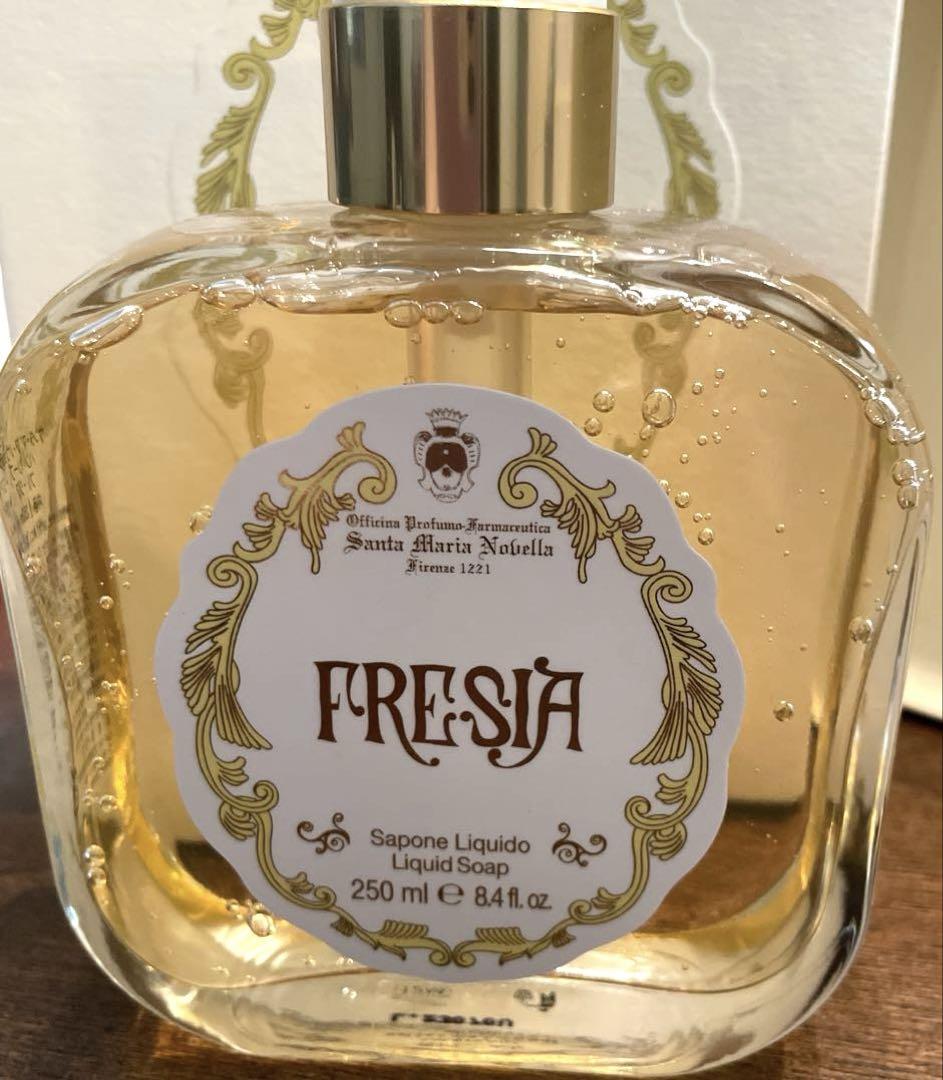 Officina Profumo-Farmaceutica
Santa Maria Novella
Firenze 1221
FRESIA
Sapone Liquido
Liquid Soap
250 ml ℮ 8.4 fl. oz.